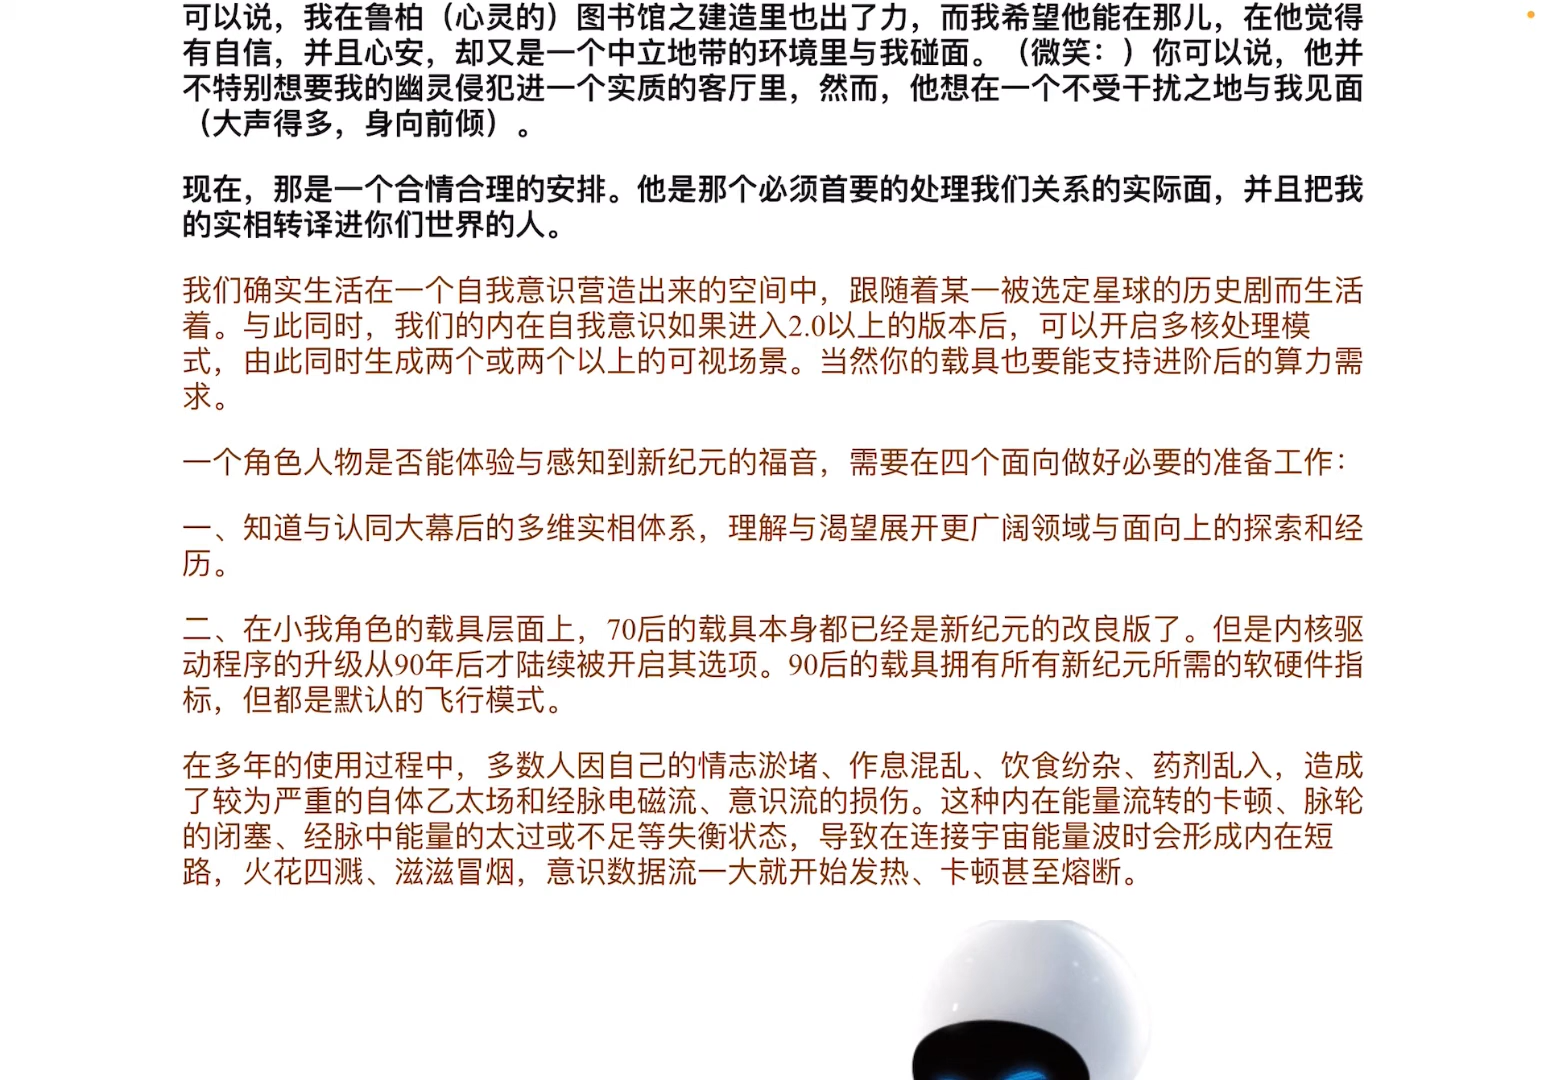 可以说，我在鲁柏（心灵的）图书馆之建造里也出了力，而我希望他能在那儿，在他觉得
有自信，并且心安，却又是一个中立地带的环境里与我碰面。（微笑：）你可以说，他并
不特别想要我的幽灵侵犯进一个实质的客厅里，然而，他想在一个不受干扰之地与我见面
（大声得多，身向前倾）。
现在，那是一个合情合理的安排。他是那个必须首要的处理我们关系的实际面，并且把我
的实相转译进你们世界的人。
我们确实生活在一个自我意识营造出来的空间中，跟随着某一被选定星球的历史剧而生活
着。与此同时，我们的内在自我意识如果进入2.0以上的版本后，可以开启多核处理模
式，由此同时生成两个或两个以上的可视场景。当然你的载具也要能支持进阶后的算力需
求。
一个角色人物是否能体验与感知到新纪元的福音，需要在四个面向做好必要的准备工作：
一、知道与认同大幕后的多维实相体系，理解与渴望展开更广阔领域与面向上的探索和经
历。
二、在小我角色的载具层面上，70后的载具本身都已经是新纪元的改良版了。但是内核驱
动程序的升级从90年后才陆续被开启其选项。90后的载具拥有所有新纪元所需的软硬件指
标，但都是默认的飞行模式。
在多年的使用过程中，多数人因自己的情志淤堵、作息混乱、饮食纷杂、药剂乱入，造成
了较为严重的自体乙太场和经脉电磁流、意识流的损伤。这种内在能量流转的卡顿、脉轮
的闭塞、经脉中能量的太过或不足等失衡状态，导致在连接宇宙能量波时会形成内在短
路，火花四溅、滋滋冒烟，意识数据流一大就开始发热、卡顿甚至熔断。